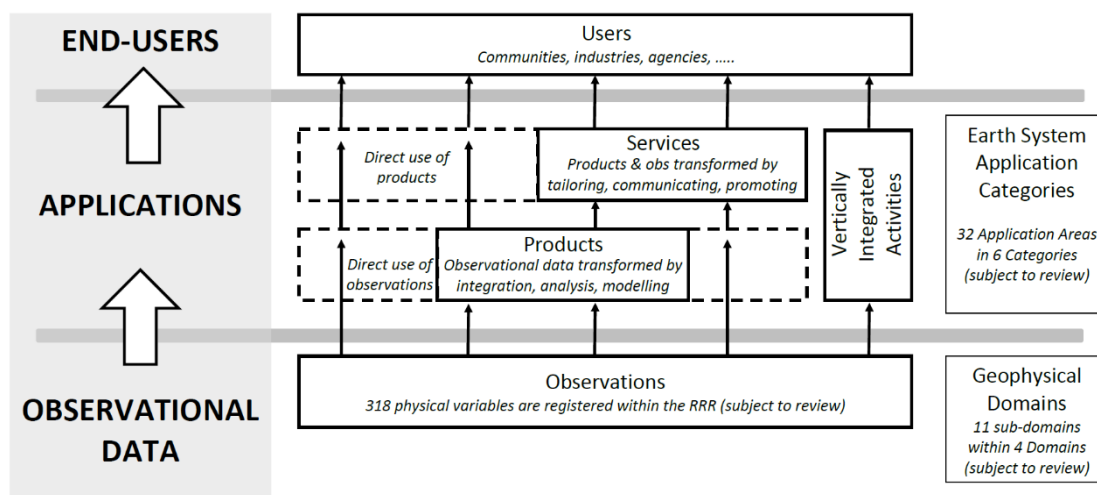 END-USERS
APPLICATIONS
OBSERVATIONAL
DATA
Users
Communities, industries, agencies, .....
Direct use of
products
Services
Products & obs transformed by
tailoring, communicating, promoting
Direct use of
observations
Products
Observational data transformed by
integration, analysis, modelling
Vertically
Integrated
Activities
Observations
318 physical variables are registered within the RRR (subject to review)
Earth System
Application
Categories
32 Application Areas
in 6 Categories
(subject to review)
Geophysical
Domains
11 sub-domains
within 4 Domains
(subject to review)